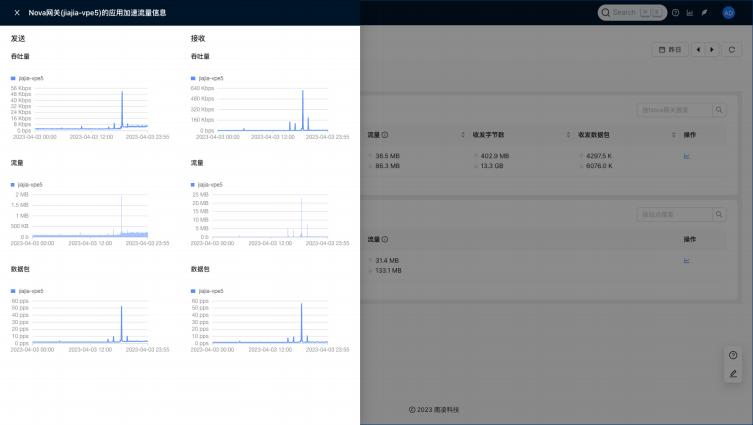 Nova网关(jiajia-vpe5)的应用加速流量信息
Search
AD
发送
吞吐量
jiajia-vpe5
56 Kbps
48 Kbps
40 Kbps
32 Kbps
24 Kbps
16 Kbps
8 Kbps
0 bps
2023-04-03 00:00
2023-04-03 12:00
2023-04-03 23:55
流量
jiajia-vpe5
2 MB
1.5 MB
1 MB
500 KB
0 B
2023-04-03 00:00
2023-04-03 12:00
2023-04-03 23:55
数据包
jiajia-vpe5
60 pps
50 pps
40 pps
30 pps
20 pps
10 pps
0 pps
2023-04-03 00:00
2023-04-03 12:00
2023-04-03 23:55
接收
吞吐量
jiajia-vpe5
640 Kbps
480 Kbps
320 Kbps
160 Kbps
0 bps
2023-04-03 00:00
2023-04-03 12:00
2023-04-03 23:55
流量
jiajia-vpe5
25 MB
20 MB
15 MB
10 MB
5 MB
0 B
2023-04-03 00:00
2023-04-03 12:00
2023-04-03 23:55
数据包
jiajia-vpe5
60 pps
50 pps
40 pps
30 pps
20 pps
10 pps
0 pps
2023-04-03 00:00
2023-04-03 12:00
2023-04-03 23:55
昨日
按Nova网关搜索
流量 收发字节数 收发数据包 操作
36.5 MB 402.9 MB 4297.5 K
86.3 MB 13.3 GB 6076.0 K
按站点搜索
流量 操作
31.4 MB
133.1 MB
© 2023 图凌科技